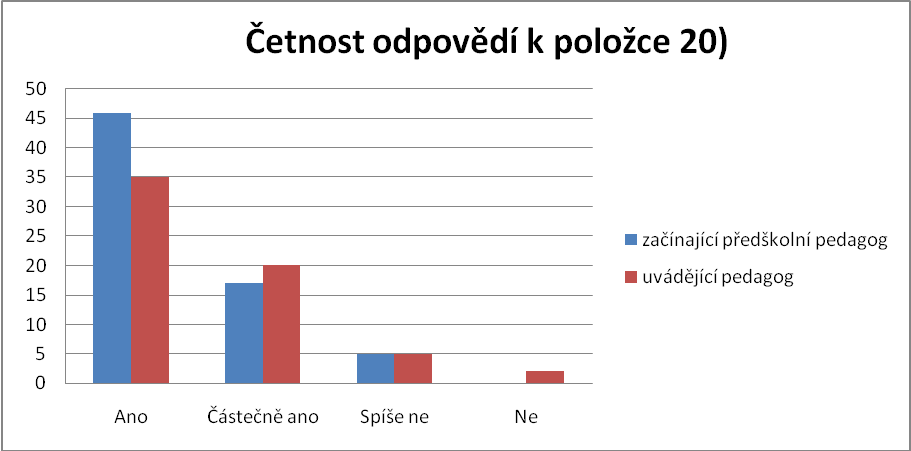 Četnost odpovědí k položce 20)
50
45
40
35
30
25
20
15
10
5
0
Ano Částečně ano Spíše ne Ne
začínající předškolní pedagog
uvádějící pedagog